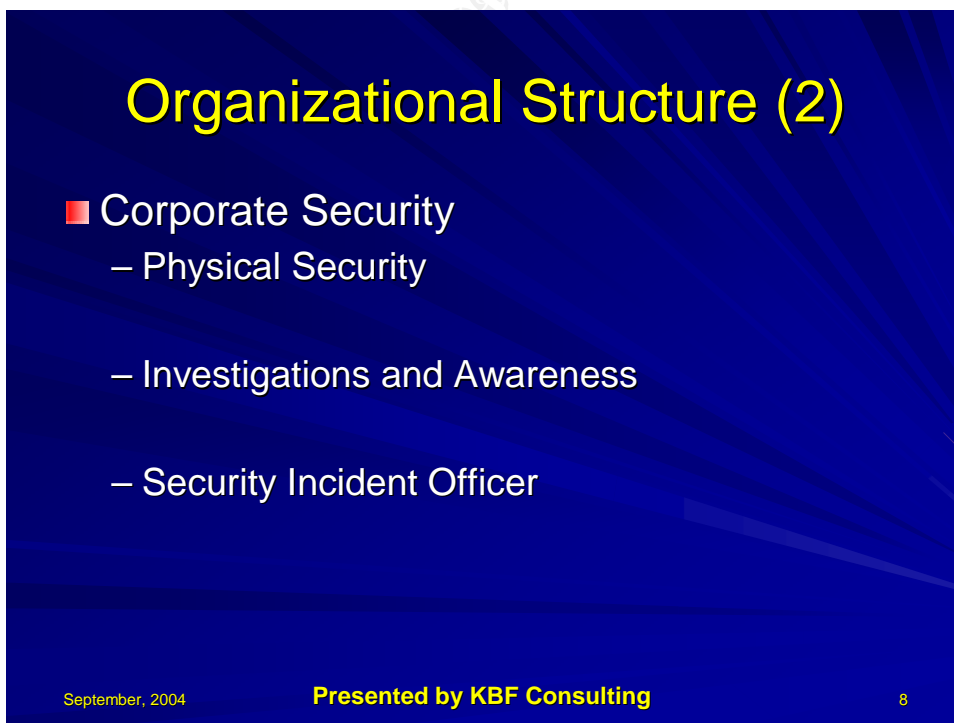 Organizational Structure (2)
Corporate Security
– Physical Security
– Investigations and Awareness
– Security Incident Officer
September, 2004
Presented by KBF Consulting
8